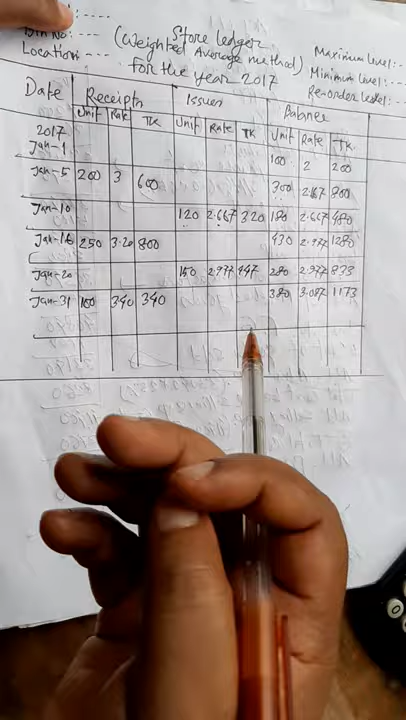 Store ledger
Bin No: ---
(Weighted Average method)
Maximum Level:
Location: ---
Minimum Level:
for the year 2017
Re-order Level:
Date Receipts Issues Balance
Unit Rate TK Unit Rate TK Unit Rate TK.
2017
Jan-1 100 2 200
Jan-5 200 3 600 300 2.667 800
Jan-10 120 2.667 320 180 2.667 480
Jan-16 250 3.20 800 430 2.977 1280
Jan-20 150 2.977 447 280 2.977 833
Jan-31 100 3.40 340 380 3.087 1173